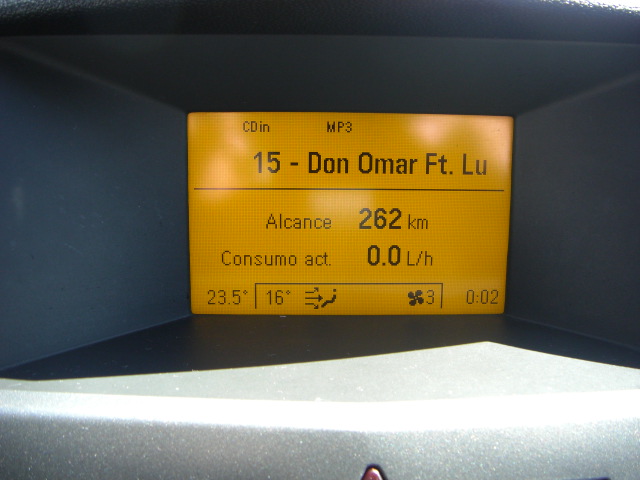 CDin MP3
15 - Don Omar Ft. Lu
Alcance 262 km
Consumo act. 0.0 L/h
23.5° 16° 3 0:02